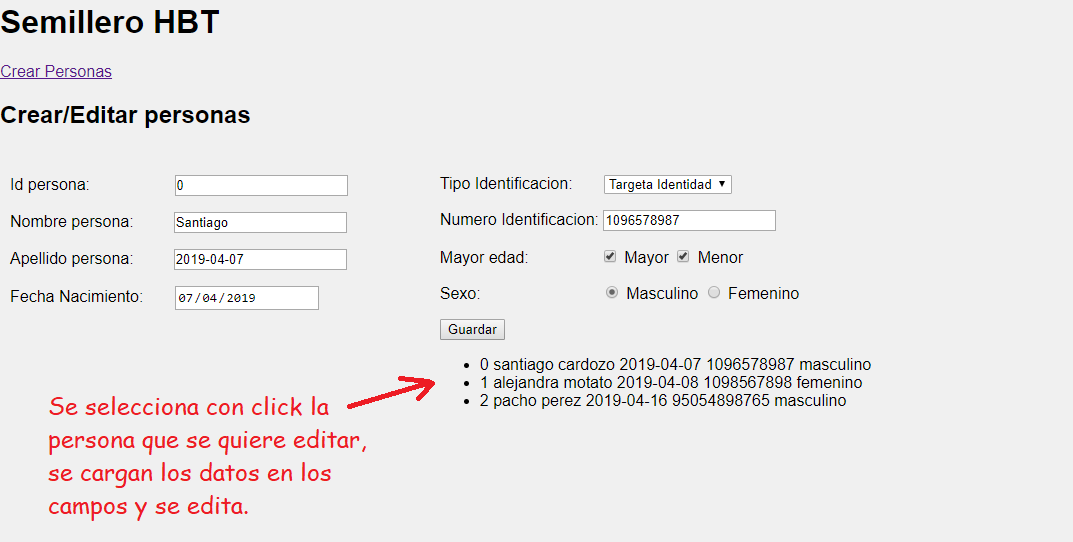 Semillero HBT
Crear Personas
Crear/Editar personas
Id persona: 0
Nombre persona: Santiago
Apellido persona: 2019-04-07
Fecha Nacimiento: 07/04/2019
Tipo Identificacion: Targeta Identidad
Numero Identificacion: 1096578987
Mayor edad: Mayor Menor
Sexo: Masculino Femenino
Guardar
0 santiago cardozo 2019-04-07 1096578987 masculino
1 alejandra motato 2019-04-08 1098567898 femenino
2 pacho perez 2019-04-16 95054898765 masculino
Se selecciona con click la
persona que se quiere editar,
se cargan los datos en los
campos y se edita.